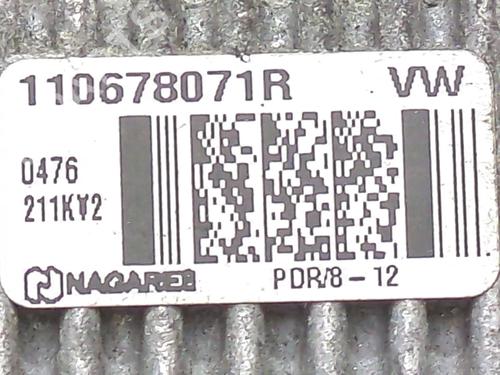 110678071R VW
0476
211KV2
NAGARES PDR/8-12